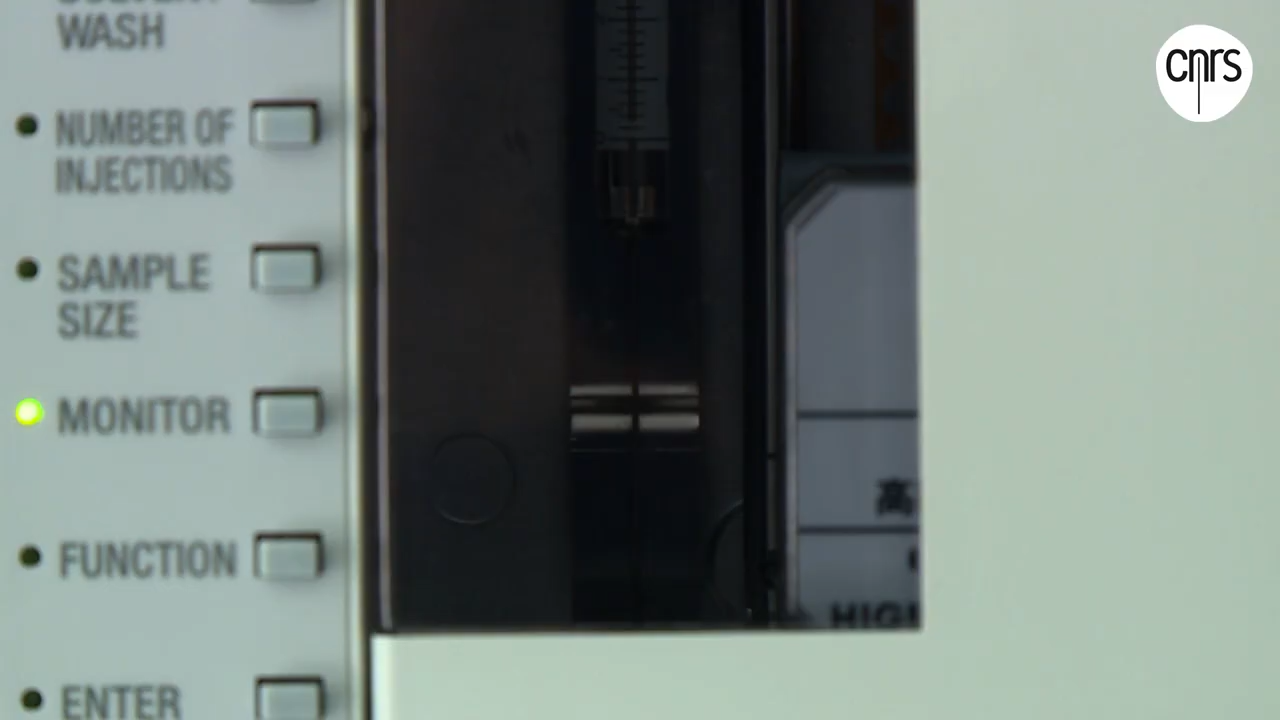 WASH
NUMBER OF
INJECTIONS
SAMPLE
SIZE
MONITOR
FUNCTION
ENTER
高
HIGH
cnrs